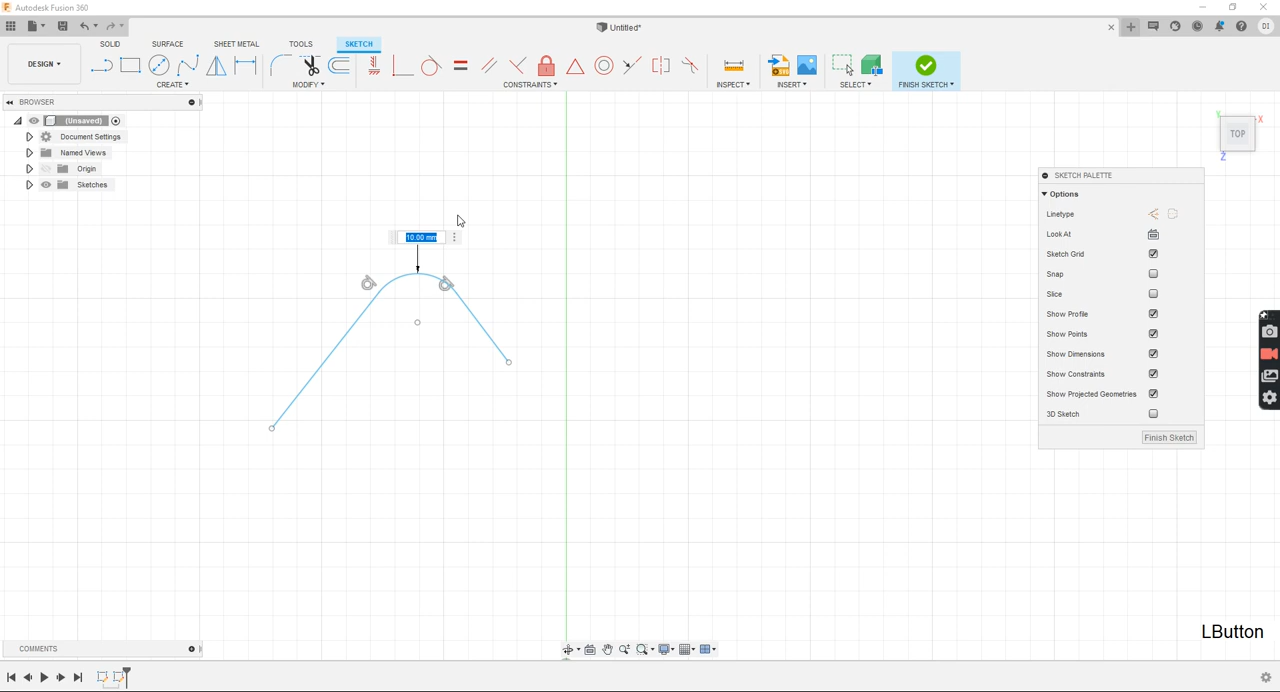 Autodesk Fusion 360
Untitled*
DI
SOLID SURFACE SHEET METAL TOOLS SKETCH
DESIGN
CREATE MODIFY CONSTRAINTS INSPECT INSERT SELECT FINISH SKETCH
BROWSER
(Unsaved)
Document Settings
Named Views
Origin
Sketches
TOP
Y
X
Z
10.00 mm
SKETCH PALETTE
Options
Linetype
Look At
Sketch Grid
Snap
Slice
Show Profile
Show Points
Show Dimensions
Show Constraints
Show Projected Geometries
3D Sketch
Finish Sketch
LButton
COMMENTS